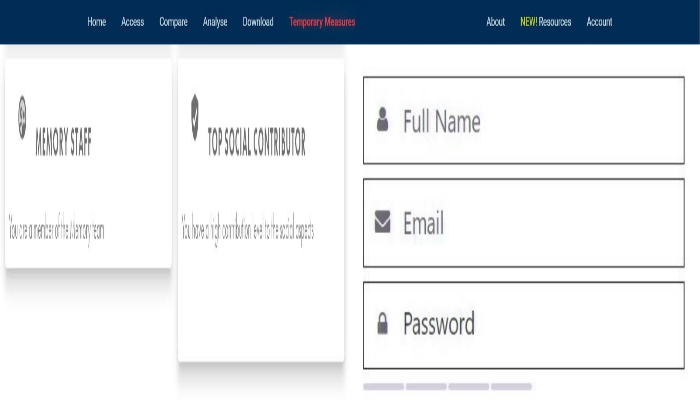 Home Access Compare Analyse Download Temporary Measures About NEW! Resources Account
MEMORY STAFF
You are a member of the Memory team
TOP SOCIAL CONTRIBUTOR
You have a high contribution level to the social aspects
Full Name
Email
Password